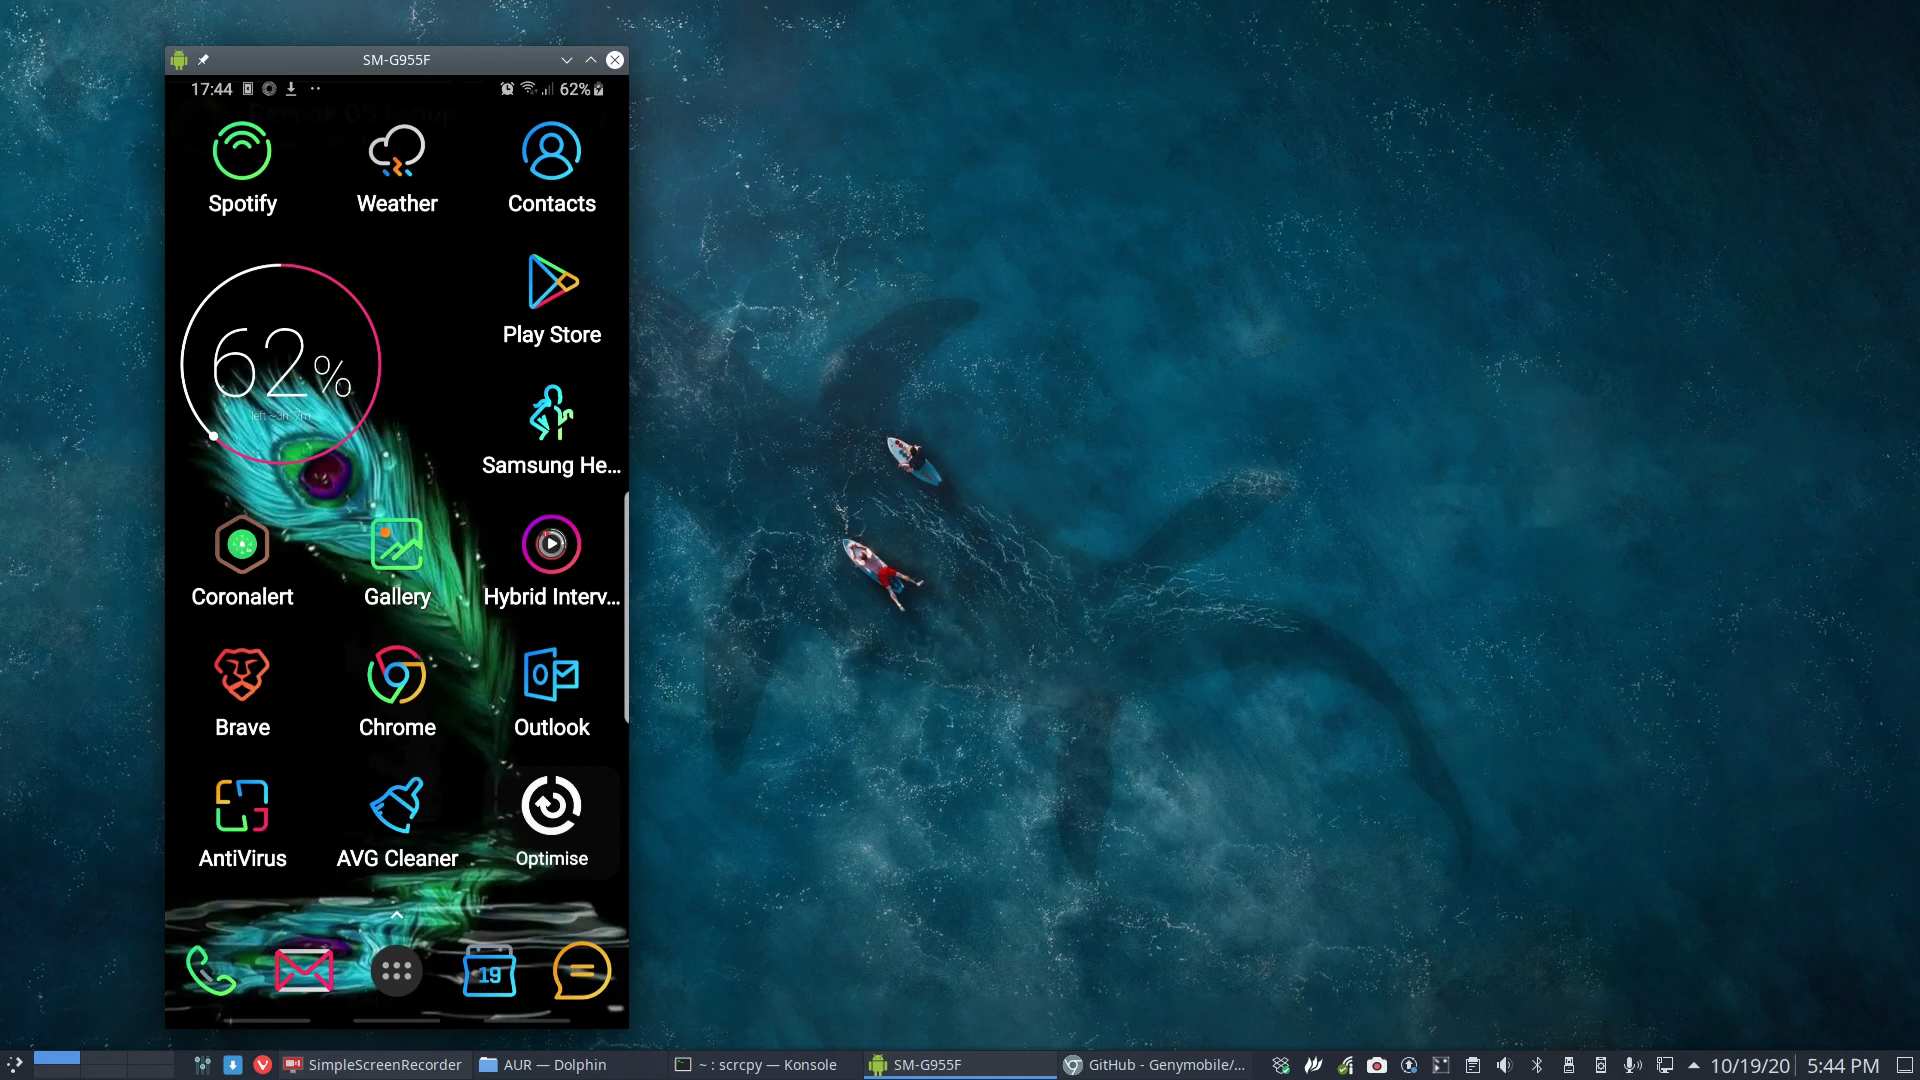 SM-G955F
17:44
62%
Spotify
Weather
Contacts
Play Store
62%
Samsung He...
Coronalert
Gallery
Hybrid Interv...
Brave
Chrome
Outlook
AntiVirus
AVG Cleaner
Optimise
19
SimpleScreenRecorder
AUR — Dolphin
~ : scrcpy — Konsole
SM-G955F
GitHub - Genymobile/...
10/19/20
5:44 PM